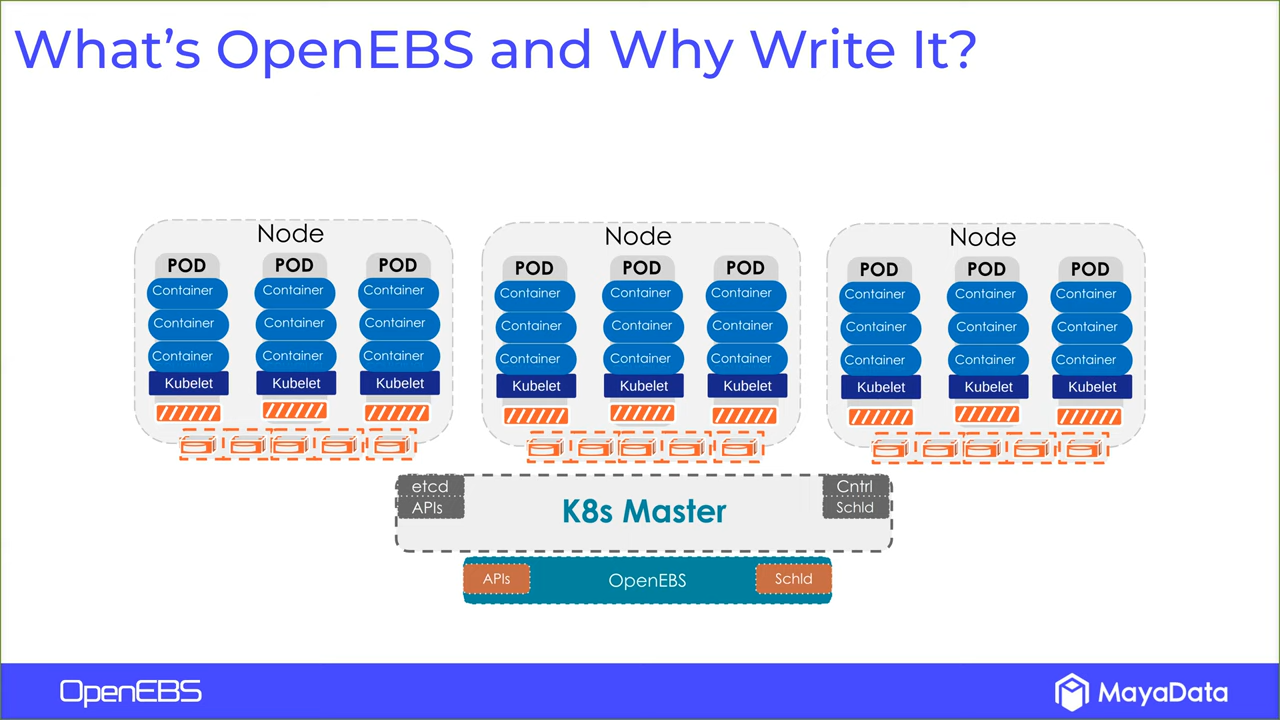 What's OpenEBS and Why Write It?
Node
POD POD POD
Container Container Container
Container Container Container
Container Container Container
Kubelet Kubelet Kubelet
Node
POD POD POD
Container Container Container
Container Container Container
Container Container Container
Kubelet Kubelet Kubelet
Node
POD POD POD
Container Container Container
Container Container Container
Container Container Container
Kubelet Kubelet Kubelet
etcd
APIs
K8s Master
Cntrl
Schld
APIs
OpenEBS
Schld
OpenEBS
MayaData